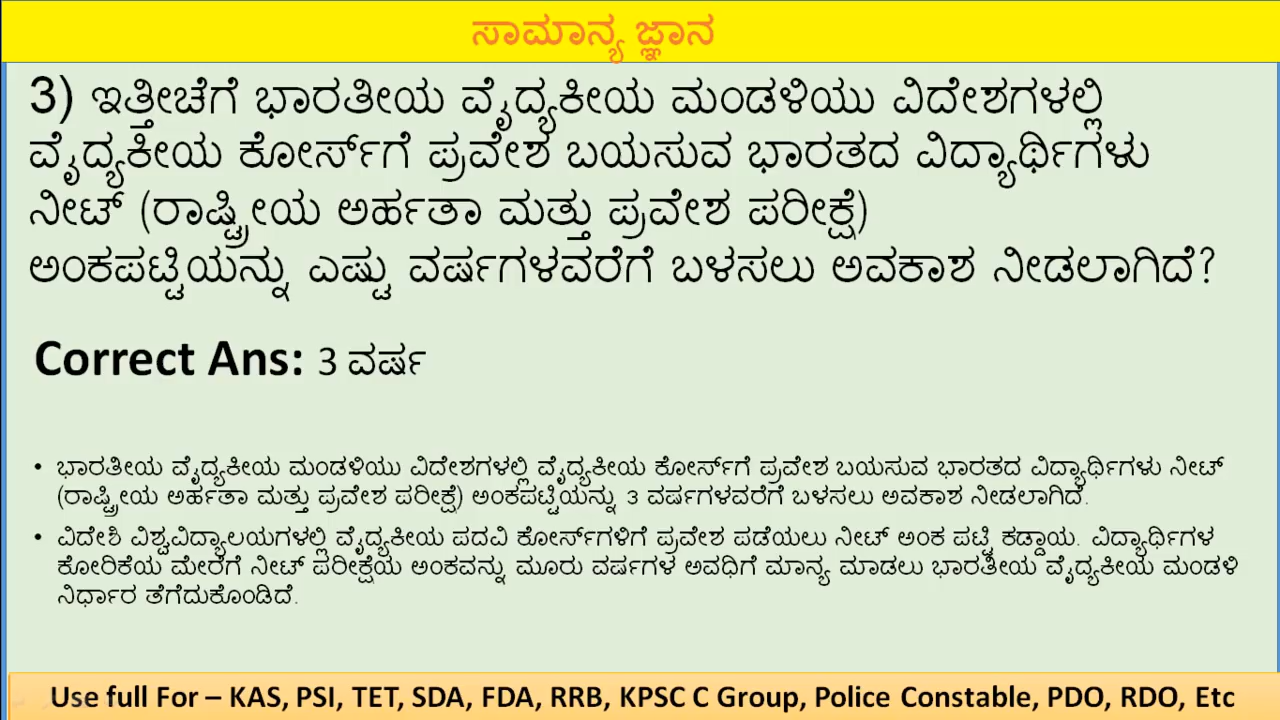 ಸಾಮಾನ್ಯ ಜ್ಞಾನ
3) ಇತ್ತೀಚೆಗೆ ಭಾರತೀಯ ವೈದ್ಯಕೀಯ ಮಂಡಳಿಯು ವಿದೇಶಗಳಲ್ಲಿ
ವೈದ್ಯಕೀಯ ಕೋರ್ಸ್‌ಗೆ ಪ್ರವೇಶ ಬಯಸುವ ಭಾರತದ ವಿದ್ಯಾರ್ಥಿಗಳು
ನೀಟ್ (ರಾಷ್ಟ್ರೀಯ ಅರ್ಹತಾ ಮತ್ತು ಪ್ರವೇಶ ಪರೀಕ್ಷೆ)
ಅಂಕಪಟ್ಟಿಯನ್ನು ಎಷ್ಟು ವರ್ಷಗಳವರೆಗೆ ಬಳಸಲು ಅವಕಾಶ ನೀಡಲಾಗಿದೆ?
Correct Ans: 3 ವರ್ಷ
• ಭಾರತೀಯ ವೈದ್ಯಕೀಯ ಮಂಡಳಿಯು ವಿದೇಶಗಳಲ್ಲಿ ವೈದ್ಯಕೀಯ ಕೋರ್ಸ್‌ಗೆ ಪ್ರವೇಶ ಬಯಸುವ ಭಾರತದ ವಿದ್ಯಾರ್ಥಿಗಳು ನೀಟ್
(ರಾಷ್ಟ್ರೀಯ ಅರ್ಹತಾ ಮತ್ತು ಪ್ರವೇಶ ಪರೀಕ್ಷೆ) ಅಂಕಪಟ್ಟಿಯನ್ನು 3 ವರ್ಷಗಳವರೆಗೆ ಬಳಸಲು ಅವಕಾಶ ನೀಡಲಾಗಿದೆ.
• ವಿದೇಶಿ ವಿಶ್ವವಿದ್ಯಾಲಯಗಳಲ್ಲಿ ವೈದ್ಯಕೀಯ ಪದವಿ ಕೋರ್ಸ್‌ಗಳಿಗೆ ಪ್ರವೇಶ ಪಡೆಯಲು ನೀಟ್ ಅಂಕ ಪಟ್ಟಿ ಕಡ್ಡಾಯ. ವಿದ್ಯಾರ್ಥಿಗಳ
ಕೋರಿಕೆಯ ಮೇರೆಗೆ ನೀಟ್ ಪರೀಕ್ಷೆಯ ಅಂಕವನ್ನು ಮೂರು ವರ್ಷಗಳ ಅವಧಿಗೆ ಮಾನ್ಯ ಮಾಡಲು ಭಾರತೀಯ ವೈದ್ಯಕೀಯ ಮಂಡಳಿ
ನಿರ್ಧಾರ ತೆಗೆದುಕೊಂಡಿದೆ.
Use full For – KAS, PSI, TET, SDA, FDA, RRB, KPSC C Group, Police Constable, PDO, RDO, Etc